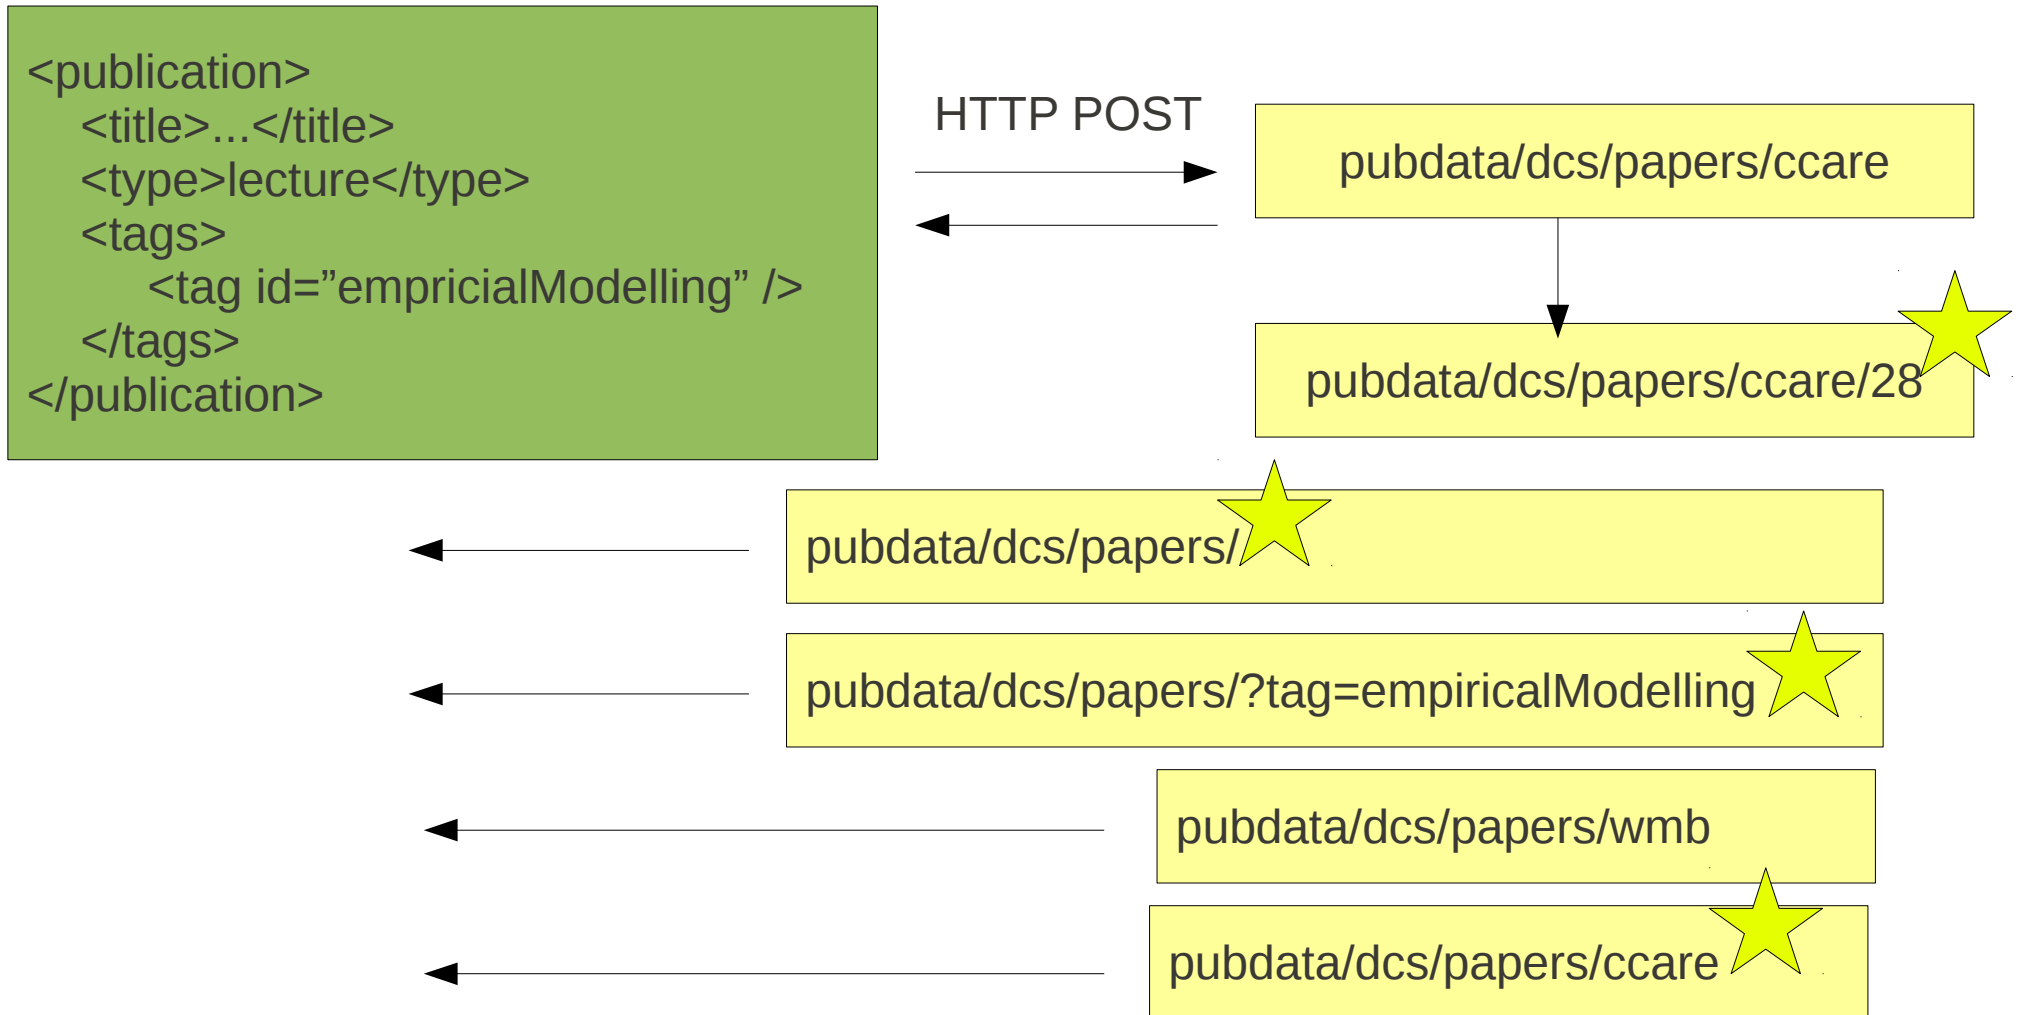 <publication>
<title>...</title>
<type>lecture</type>
<tags>
<tag id=”empricialModelling” />
</tags>
</publication>
HTTP POST
pubdata/dcs/papers/ccare
pubdata/dcs/papers/ccare/28
pubdata/dcs/papers/
pubdata/dcs/papers/?tag=empiricalModelling
pubdata/dcs/papers/wmb
pubdata/dcs/papers/ccare